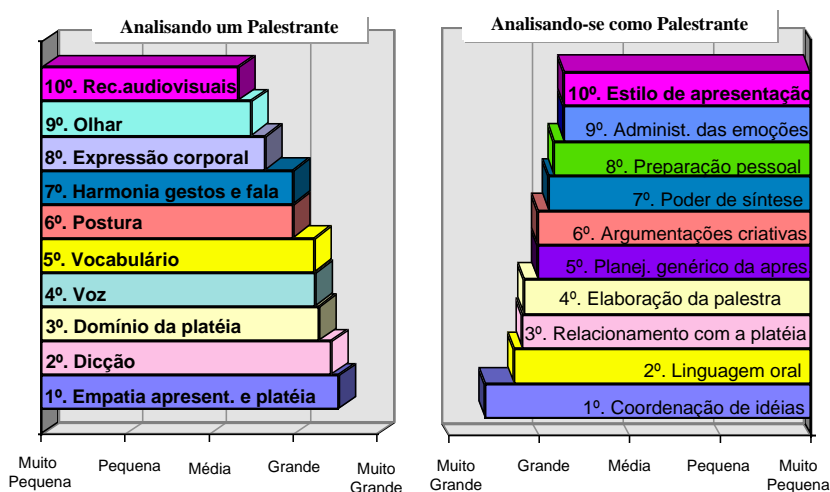 Analisando um Palestrante
10º. Rec.audiovisuais
9º. Olhar
8º. Expressão corporal
7º. Harmonia gestos e fala
6º. Postura
5º. Vocabulário
4º. Voz
3º. Domínio da platéia
2º. Dicção
1º. Empatia apresent. e platéia
Muito
Pequena
Pequena
Média
Grande
Muito
Grande
Analisando-se como Palestrante
10º. Estilo de apresentação
9º. Administ. das emoções
8º. Preparação pessoal
7º. Poder de síntese
6º. Argumentações criativas
5º. Planej. genérico da apres
4º. Elaboração da palestra
3º. Relacionamento com a platéia
2º. Linguagem oral
1º. Coordenação de idéias
Muito
Grande
Grande
Média
Pequena
Muito
Pequena